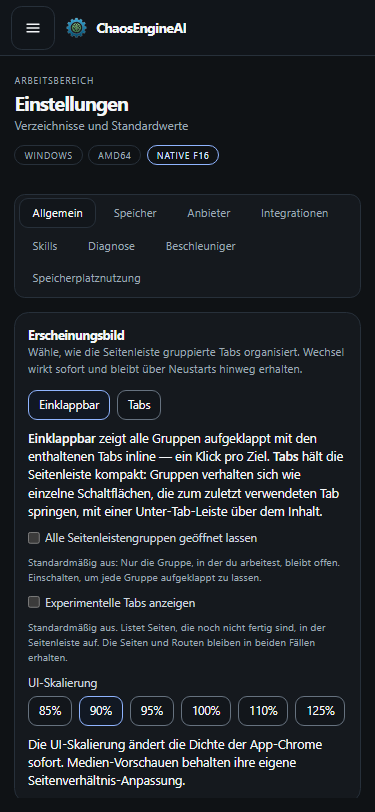 ChaosEngineAI
ARBEITSBEREICH
Einstellungen
Verzeichnisse und Standardwerte
WINDOWS
AMD64
NATIVE F16
Allgemein
Speicher
Anbieter
Integrationen
Skills
Diagnose
Beschleuniger
Speicherplatznutzung
Erscheinungsbild
Wähle, wie die Seitenleiste gruppierte Tabs organisiert. Wechsel
wirkt sofort und bleibt über Neustarts hinweg erhalten.
Einklappbar
Tabs
Einklappbar zeigt alle Gruppen aufgeklappt mit den
enthaltenen Tabs inline — ein Klick pro Ziel. Tabs hält die
Seitenleiste kompakt: Gruppen verhalten sich wie
einzelne Schaltflächen, die zum zuletzt verwendeten Tab
springen, mit einer Unter-Tab-Leiste über dem Inhalt.
Alle Seitenleistengruppen geöffnet lassen
Standardmäßig aus: Nur die Gruppe, in der du arbeitest, bleibt offen.
Einschalten, um jede Gruppe aufgeklappt zu lassen.
Experimentelle Tabs anzeigen
Standardmäßig aus. Listet Seiten, die noch nicht fertig sind, in der
Seitenleiste auf. Die Seiten und Routen bleiben in beiden Fällen
erhalten.
UI-Skalierung
85%
90%
95%
100%
110%
125%
Die UI-Skalierung ändert die Dichte der App-Chrome
sofort. Medien-Vorschauen behalten ihre eigene
Seitenverhältnis-Anpassung.